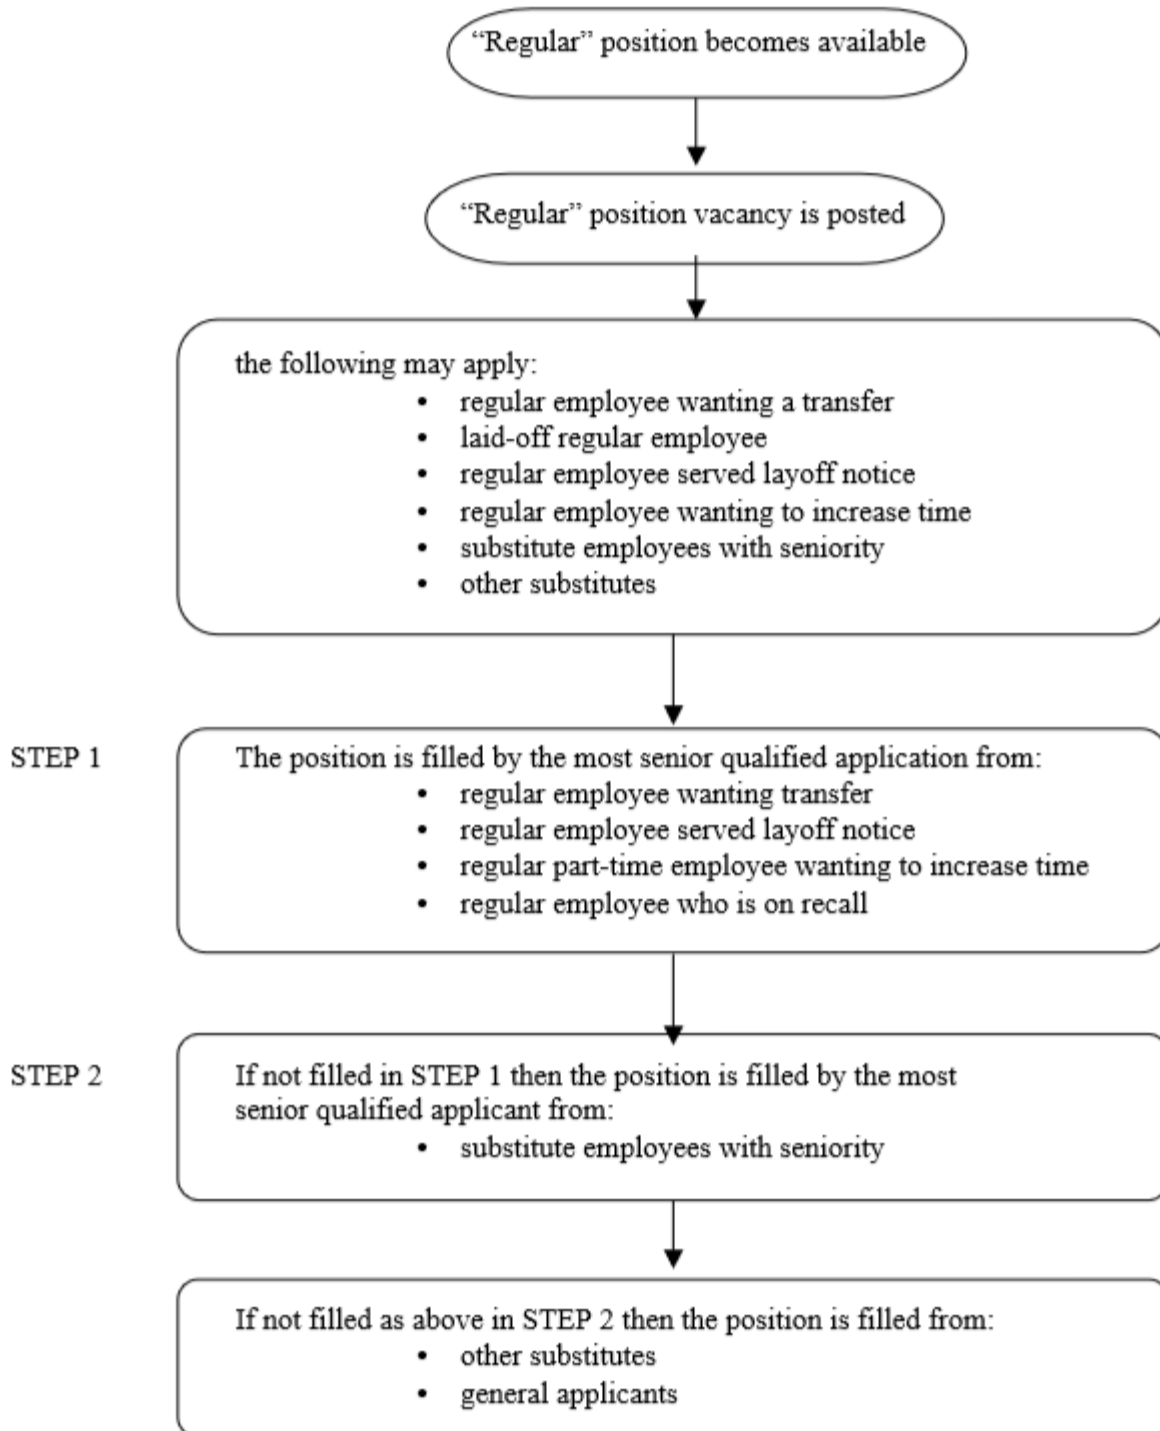 “Regular” position becomes available
“Regular” position vacancy is posted
the following may apply:
• regular employee wanting a transfer
• laid-off regular employee
• regular employee served layoff notice
• regular employee wanting to increase time
• substitute employees with seniority
• other substitutes
STEP 1
The position is filled by the most senior qualified application from:
• regular employee wanting transfer
• regular employee served layoff notice
• regular part-time employee wanting to increase time
• regular employee who is on recall
STEP 2
If not filled in STEP 1 then the position is filled by the most
senior qualified applicant from:
• substitute employees with seniority
If not filled as above in STEP 2 then the position is filled from:
• other substitutes
• general applicants